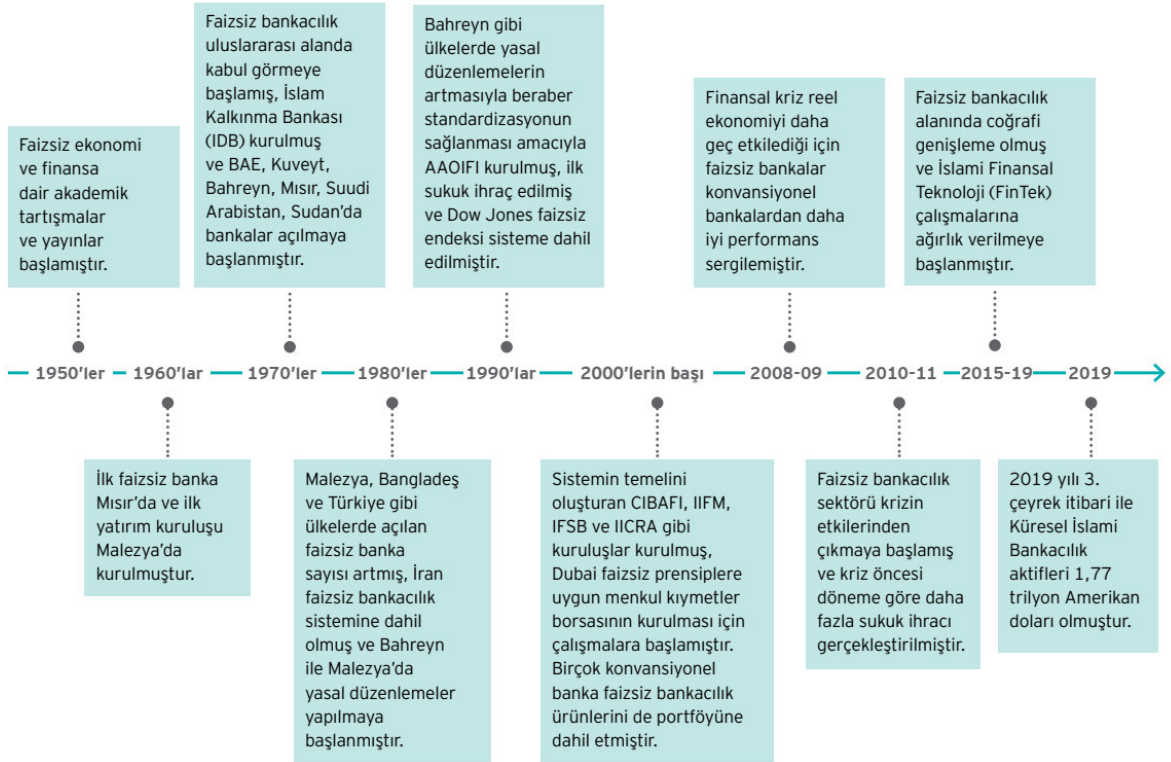 Faizsiz ekonomi
ve finansa
dair akademik
tartışmalar
ve yayınlar
başlamıştır.
Faizsiz bankacılık
uluslararası alanda
kabul görmeye
başlamış, İslam
Kalkınma Bankası
(IDB) kurulmuş
ve BAE, Kuveyt,
Bahreyn, Mısır, Suudi
Arabistan, Sudan’da
bankalar açılmaya
başlanmıştır.
Bahreyn gibi
ülkelerde yasal
düzenlemelerin
artmasıyla beraber
standardizasyonun
sağlanması amacıyla
AAOIFI kurulmuş, ilk
sukuk ihraç edilmiş
ve Dow Jones faizsiz
endeksi sisteme dahil
edilmiştir.
Finansal kriz reel
ekonomiyi daha
geç etkilediği için
faizsiz bankalar
konvansiyonel
bankalardan daha
iyi performans
sergilemiştir.
Faizsiz bankacılık
alanında coğrafi
genişleme olmuş
ve İslami Finansal
Teknoloji (FinTek)
çalışmalarına
ağırlık verilmeye
başlanmıştır.
1950’ler 1960’lar 1970’ler 1980’ler 1990’lar 2000’lerin başı 2008-09 2010-11 2015-19 2019
İlk faizsiz banka
Mısır’da ve ilk
yatırım kuruluşu
Malezya’da
kurulmuştur.
Malezya, Bangladeş
ve Türkiye gibi
ülkelerde açılan
faizsiz banka
sayısı artmış, İran
faizsiz bankacılık
sistemine dahil
olmuş ve Bahreyn
ile Malezya’da
yasal düzenlemeler
yapılmaya
başlanmıştır.
Sistemin temelini
oluşturan CIBAFI, IIFM,
IFSB ve IICRA gibi
kuruluşlar kurulmuş,
Dubai faizsiz prensiplere
uygun menkul kıymetler
borsasının kurulması için
çalışmalara başlamıştır.
Birçok konvansiyonel
banka faizsiz bankacılık
ürünlerini de portföyüne
dahil etmiştir.
Faizsiz bankacılık
sektörü krizin
etkilerinden
çıkmaya başlamış
ve kriz öncesi
döneme göre daha
fazla sukuk ihracı
gerçekleştirilmiştir.
2019 yılı 3.
çeyrek itibari ile
Küresel İslami
Bankacılık
aktifleri 1,77
trilyon Amerikan
doları olmuştur.